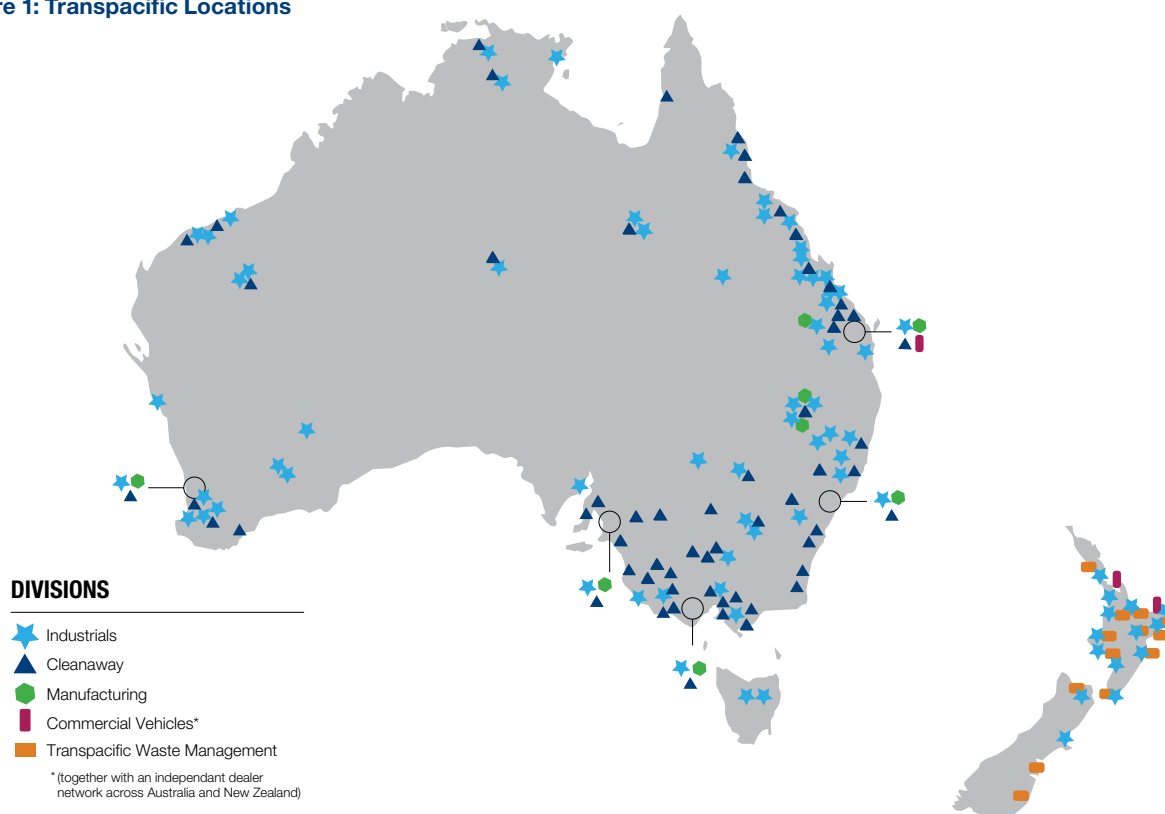 re 1: Transpacific Locations
DIVISIONS
Industrials
Cleanaway
Manufacturing
Commercial Vehicles*
Transpacific Waste Management
* (together with an independant dealer
network across Australia and New Zealand)